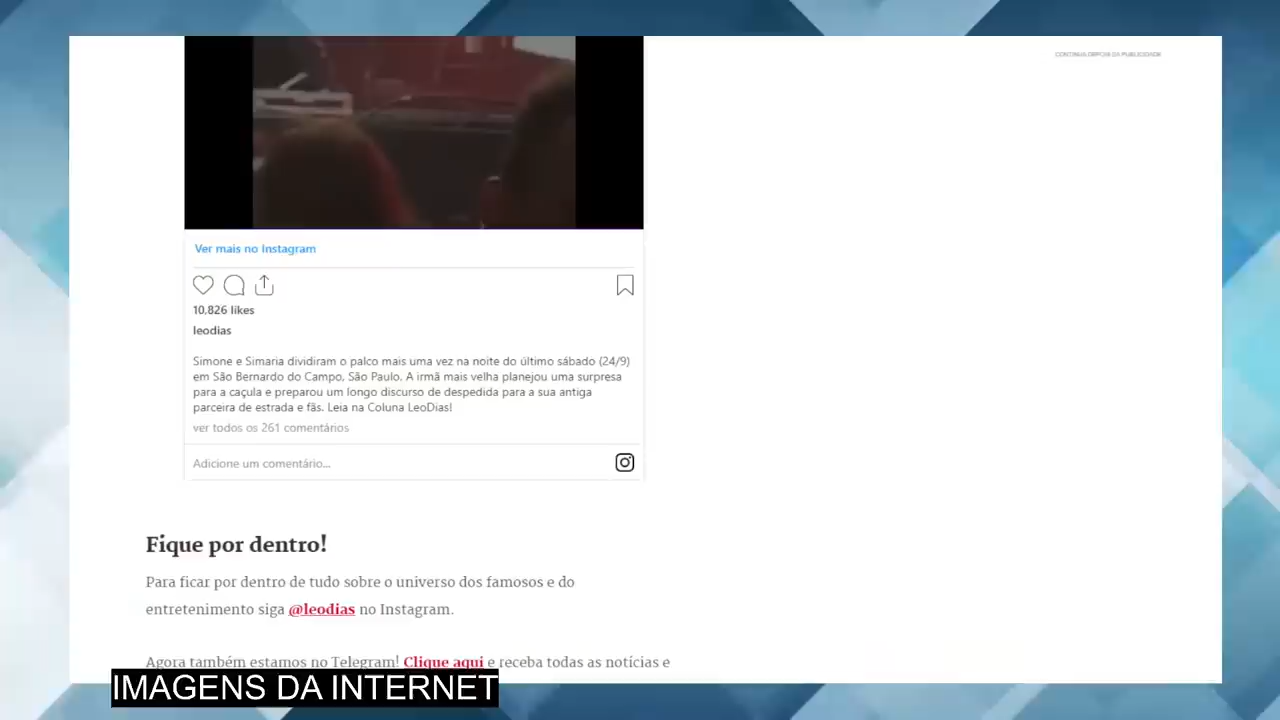 CONTINUA DEPOIS DA PUBLICIDADE
Ver mais no Instagram
10.826 likes
leodias
Simone e Simaria dividiram o palco mais uma vez na noite do último sábado (24/9)
em São Bernardo do Campo, São Paulo. A irmã mais velha planejou uma surpresa
para a caçula e preparou um longo discurso de despedida para a sua antiga
parceira de estrada e fãs. Leia na Coluna LeoDias!
ver todos os 261 comentários
Adicione um comentário...
Fique por dentro!
Para ficar por dentro de tudo sobre o universo dos famosos e do
entretenimento siga @leodias no Instagram.
Agora também estamos no Telegram! Clique aqui e receba todas as notícias e
IMAGENS DA INTERNET